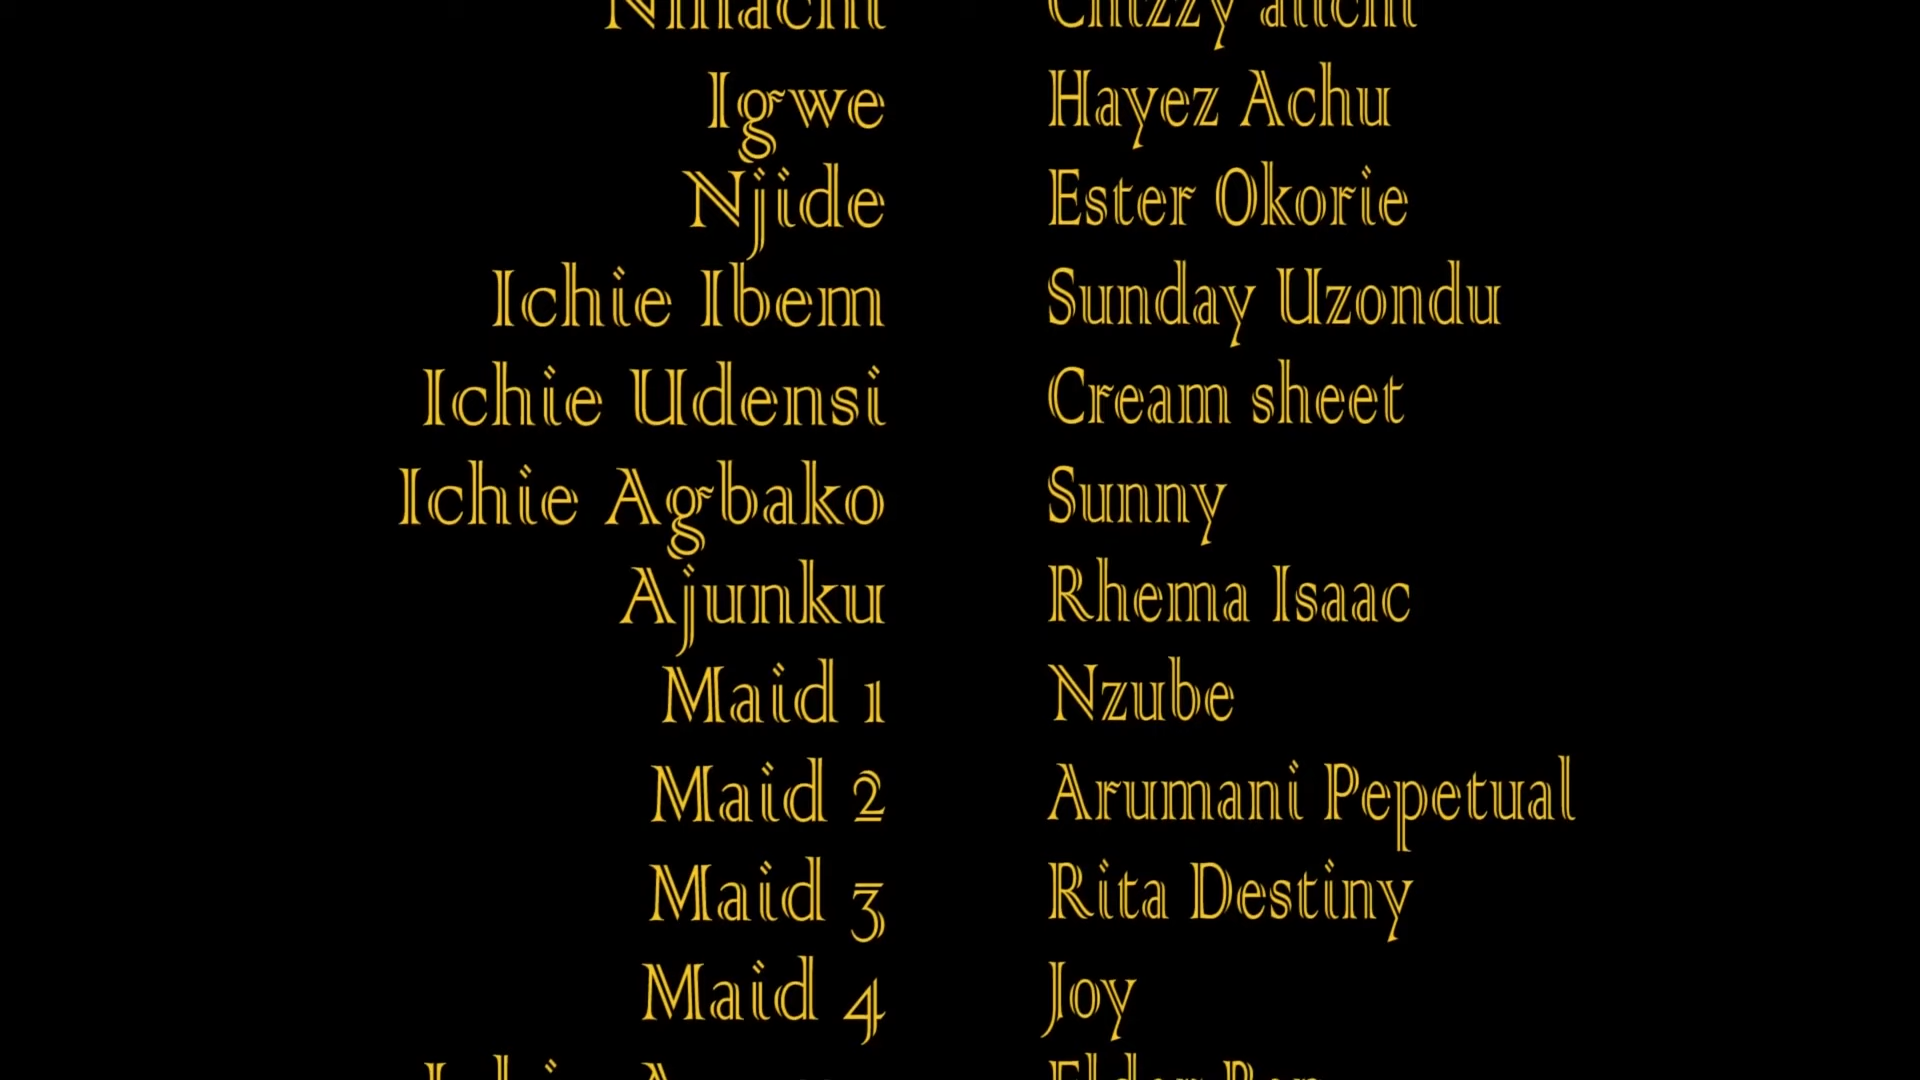 Igwe Hayez Achu
Njide Ester Okorie
Ichie Ibem Sunday Uzondu
Ichie Udensi Cream sheet
Ichie Agbako Sunny
Ajunku Rhema Isaac
Maid 1 Nzube
Maid 2 Arumani Pepetual
Maid 3 Rita Destiny
Maid 4 Joy